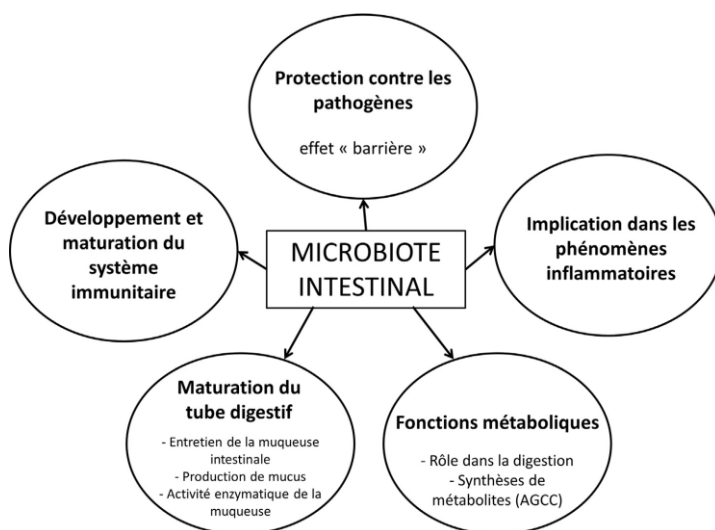 Protection contre les
pathogènes
effet « barrière »
Développement et
maturation du
système
immunitaire
MICROBIOTE
INTESTINAL
Implication dans les
phénomènes
inflammatoires
Maturation du
tube digestif
- Entretien de la muqueuse
intestinale
- Production de mucus
- Activité enzymatique de la
muqueuse
Fonctions métaboliques
- Rôle dans la digestion
- Synthèses de
métabolites (AGCC)